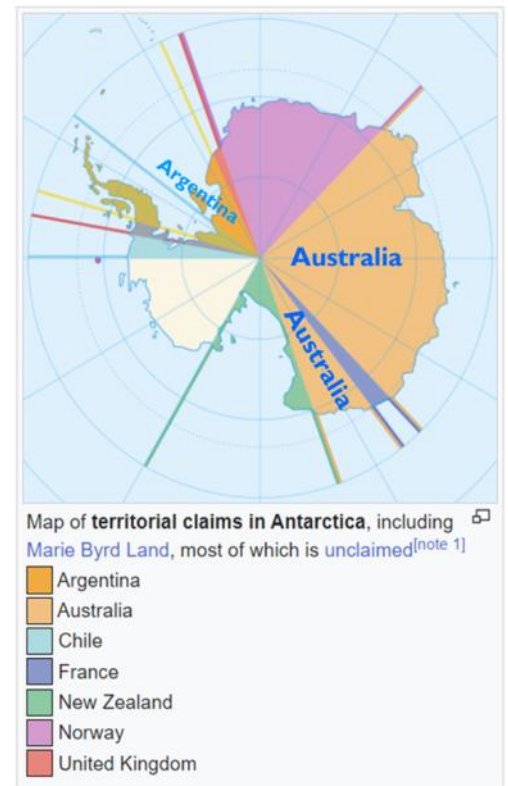 Argentina
Australia
Australia
Map of territorial claims in Antarctica, including
Marie Byrd Land, most of which is unclaimed[note 1]
Argentina
Australia
Chile
France
New Zealand
Norway
United Kingdom